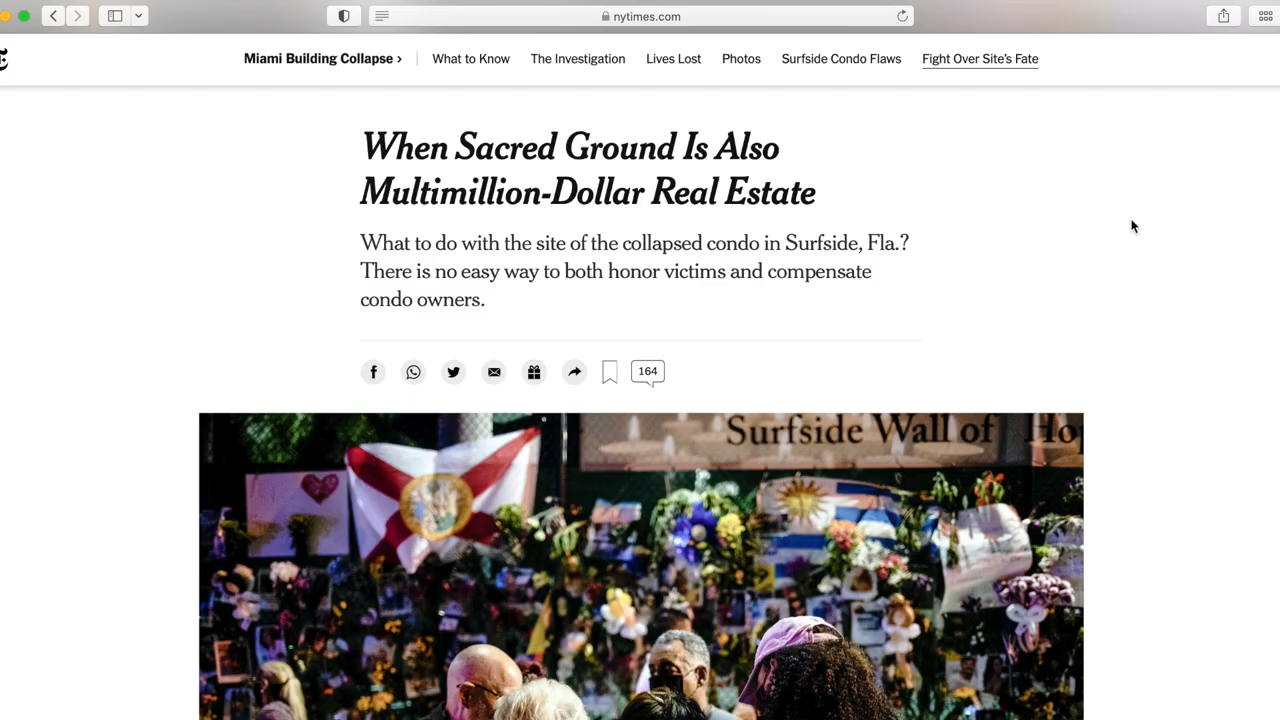 nytimes.com
Miami Building Collapse ›
What to Know
The Investigation
Lives Lost
Photos
Surfside Condo Flaws
Fight Over Site's Fate
When Sacred Ground Is Also
Multimillion-Dollar Real Estate
What to do with the site of the collapsed condo in Surfside, Fla.?
There is no easy way to both honor victims and compensate
condo owners.
164
Surfside Wall of Hop